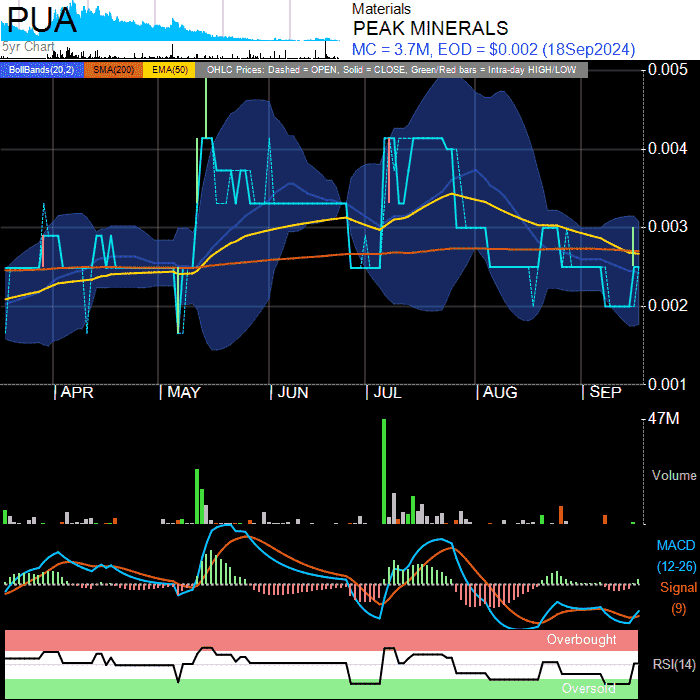 PUA
5yr Chart
Materials
PEAK MINERALS
MC = 3.7M, EOD = $0.002 (18Sep2024)
BollBands(20,2) SMA(200) EMA(50) OHLC Prices: Dashed = OPEN, Solid = CLOSE, Green/Red bars = Intra-day HIGH/LOW
0.005
0.004
0.003
0.002
0.001
APR MAY JUN JUL AUG SEP
47M
Volume
MACD
(12-26)
Signal
(9)
Overbought
RSI(14)
Oversold